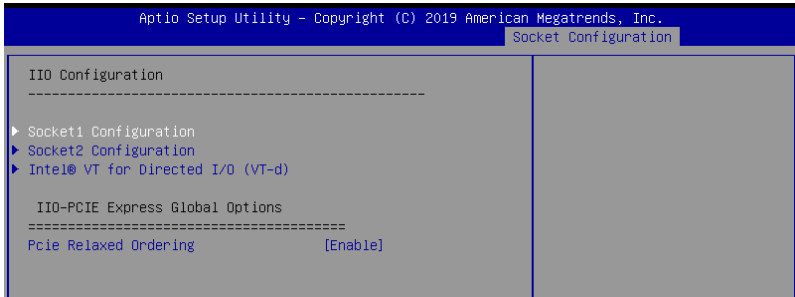 Aptio Setup Utility – Copyright (C) 2019 American Megatrends, Inc.
Socket Configuration
IIO Configuration
--------------------------------------------------
Socket1 Configuration
Socket2 Configuration
Intel® VT for Directed I/O (VT-d)
IIO-PCIE Express Global Options
========================================
Pcie Relaxed Ordering [Enable]